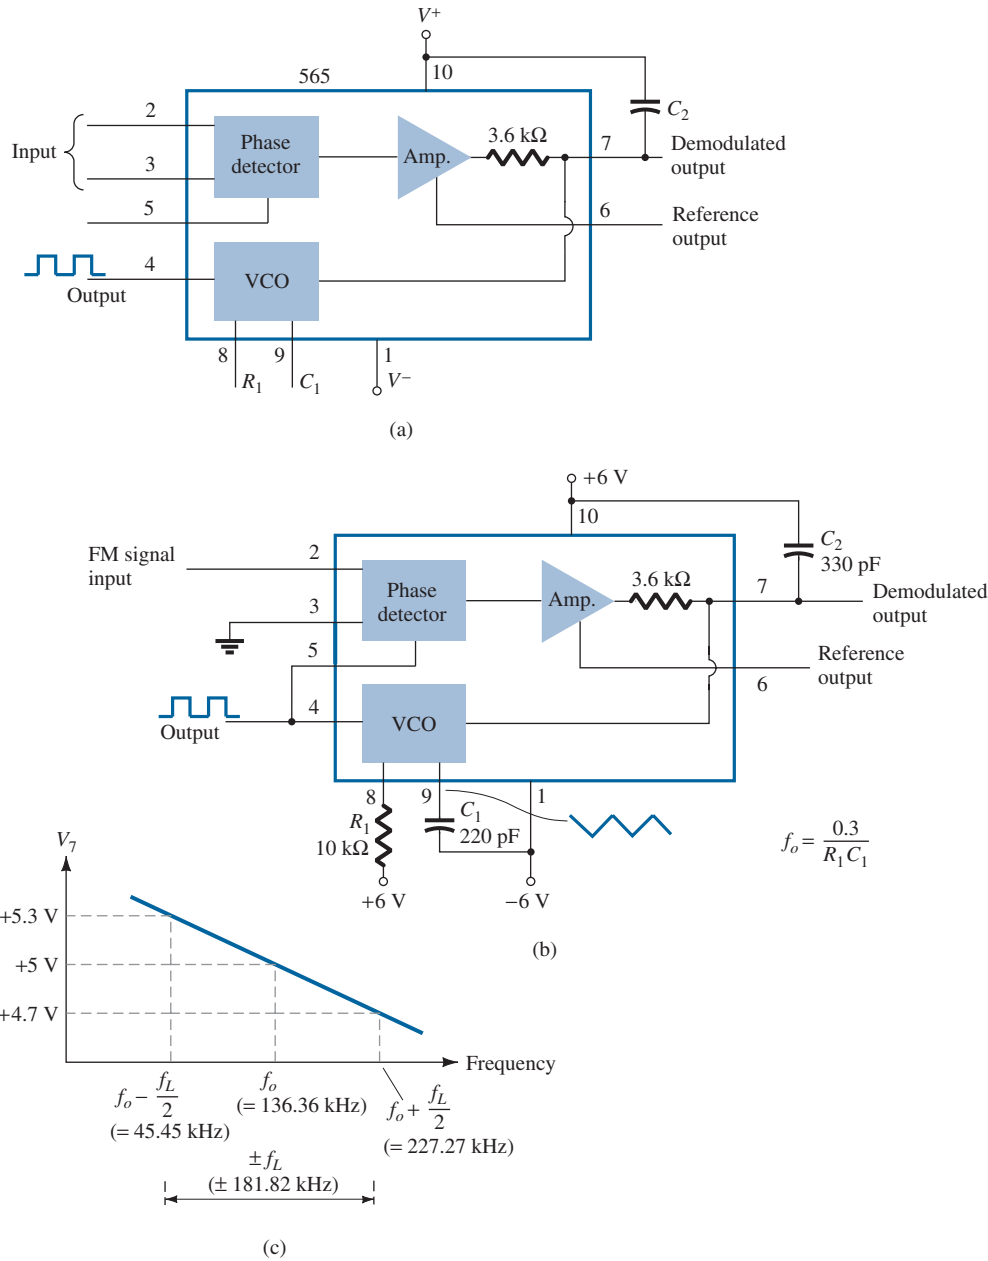 V+
565
10
C2
2
Input
3
Phase
detector
Amp.
3.6 kΩ
7
Demodulated
output
5
6
Reference
output
4
Output
VCO
8
9
1
R1
C1
V−
(a)
+6 V
10
C2
330 pF
FM signal
input
2
3
Phase
detector
Amp.
3.6 kΩ
7
Demodulated
output
5
6
Reference
output
4
Output
VCO
8
9
1
R1
10 kΩ
C1
220 pF
+6 V
−6 V
fo = 0.3 / R1C1
(b)
V7
+5.3 V
+5 V
+4.7 V
Frequency
fo − fL/2
(= 45.45 kHz)
fo
(= 136.36 kHz)
fo + fL/2
(= 227.27 kHz)
±fL
(± 181.82 kHz)
(c)